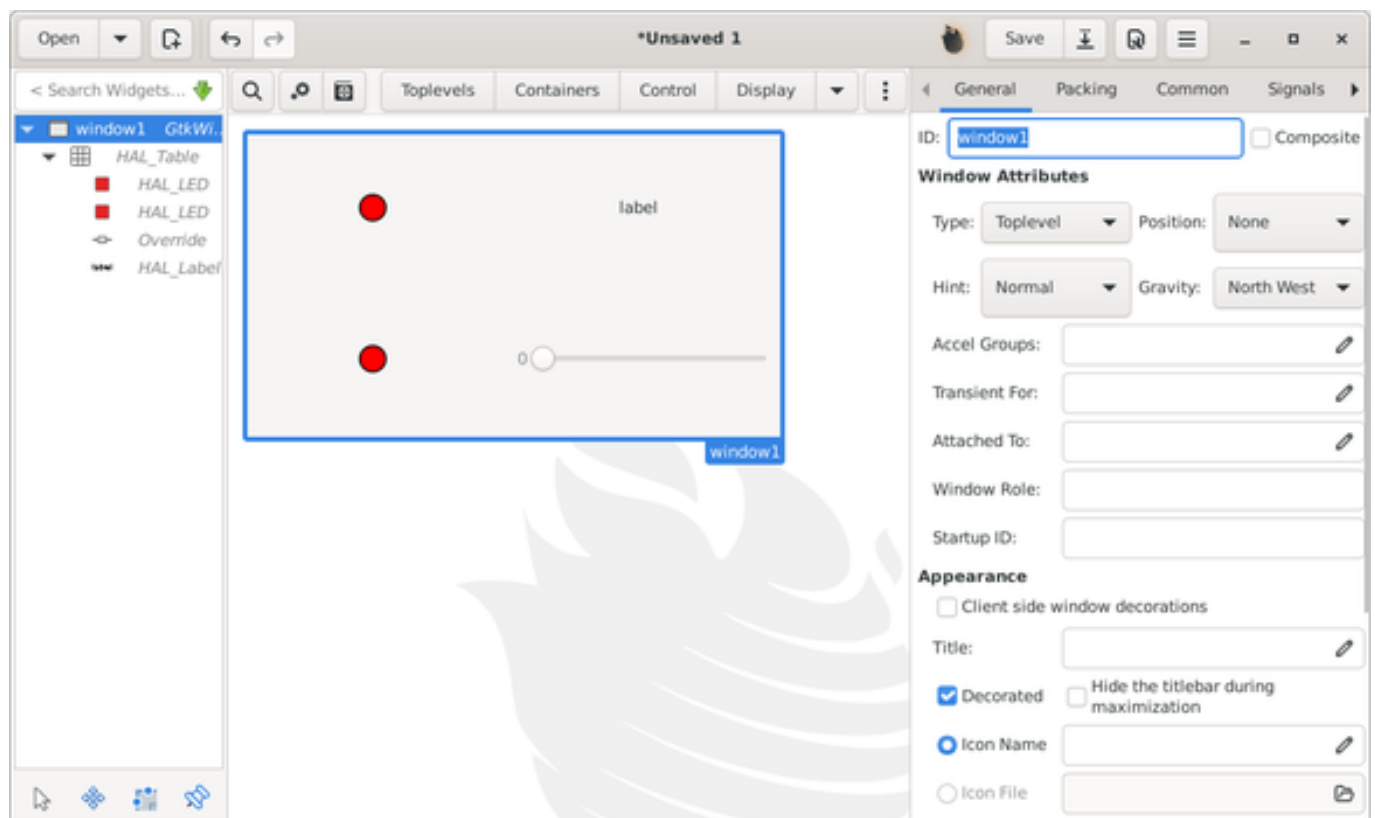 Open
*Unsaved 1
Save
< Search Widgets...
Toplevels Containers Control Display
General Packing Common Signals
window1 GtkWi..
HAL_Table
HAL_LED
HAL_LED
Override
HAL_Label
label
0
window1
ID: window1 Composite
Window Attributes
Type: Toplevel Position: None
Hint: Normal Gravity: North West
Accel Groups:
Transient For:
Attached To:
Window Role:
Startup ID:
Appearance
Client side window decorations
Title:
Decorated Hide the titlebar during
maximization
Icon Name
Icon File